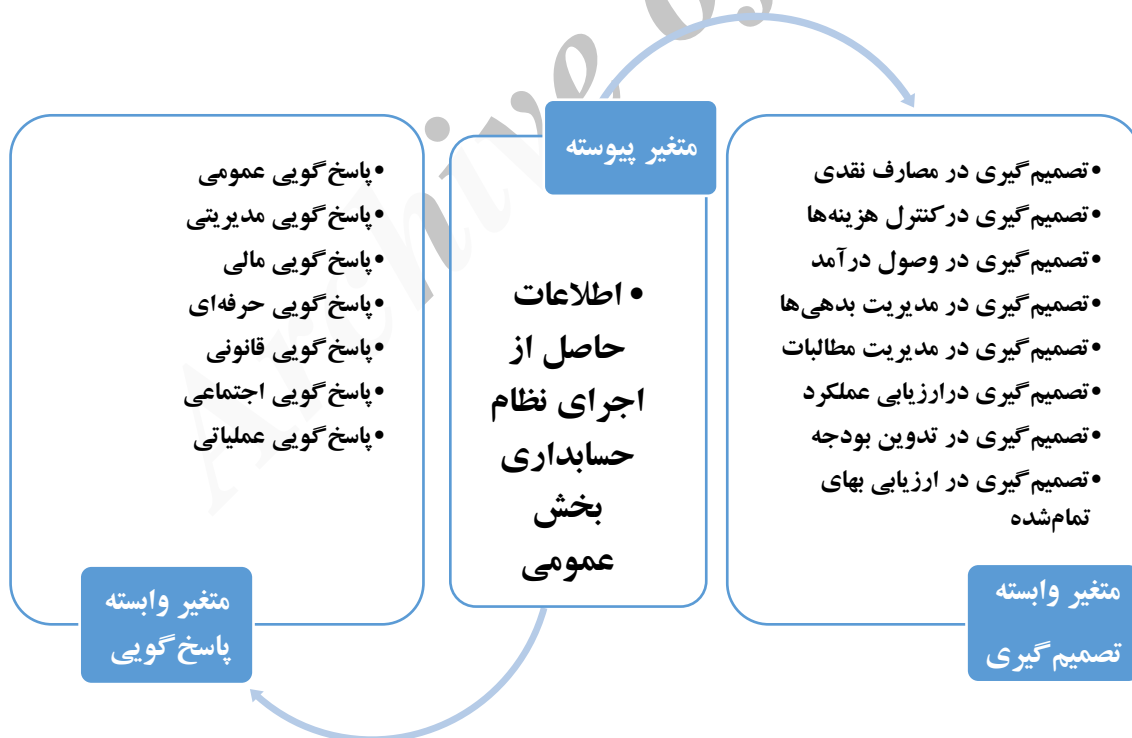 متغیر پیوسته
•تصمیم‌گیری در مصارف نقدی
•تصمیم‌گیری درکنترل هزینه‌ها
•تصمیم‌گیری در وصول درآمد
•تصمیم‌گیری در مدیریت بدهی‌ها
•تصمیم‌گیری در مدیریت مطالبات
•تصمیم‌گیری درارزیابی عملکرد
•تصمیم‌گیری در تدوین بودجه
•تصمیم‌گیری در ارزیابی بهای
تمام‌شده
متغیر وابسته
تصمیم‌گیری
• اطلاعات
حاصل از
اجرای نظام
حسابداری
بخش
عمومی
•پاسخ‌گویی عمومی
•پاسخ‌گویی مدیریتی
•پاسخ‌گویی مالی
•پاسخ‌گویی حرفه‌ای
•پاسخ‌گویی قانونی
•پاسخ‌گویی اجتماعی
•پاسخ‌گویی عملیاتی
متغیر وابسته
پاسخ‌گویی
Archive